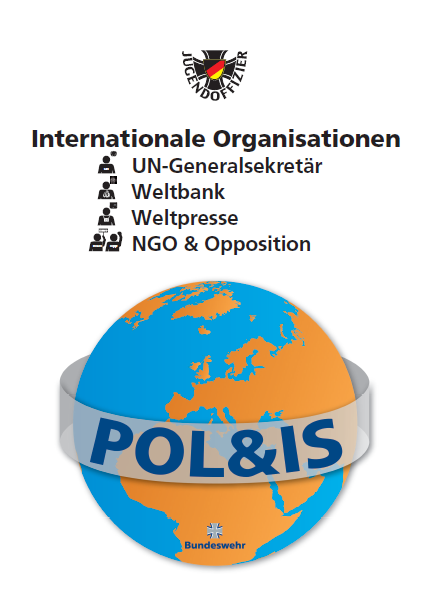 JUGENDOFFIZIER
Internationale Organisationen
UN-Generalsekretär
Weltbank
Weltpresse
NGO & Opposition
POL&IS
Bundeswehr